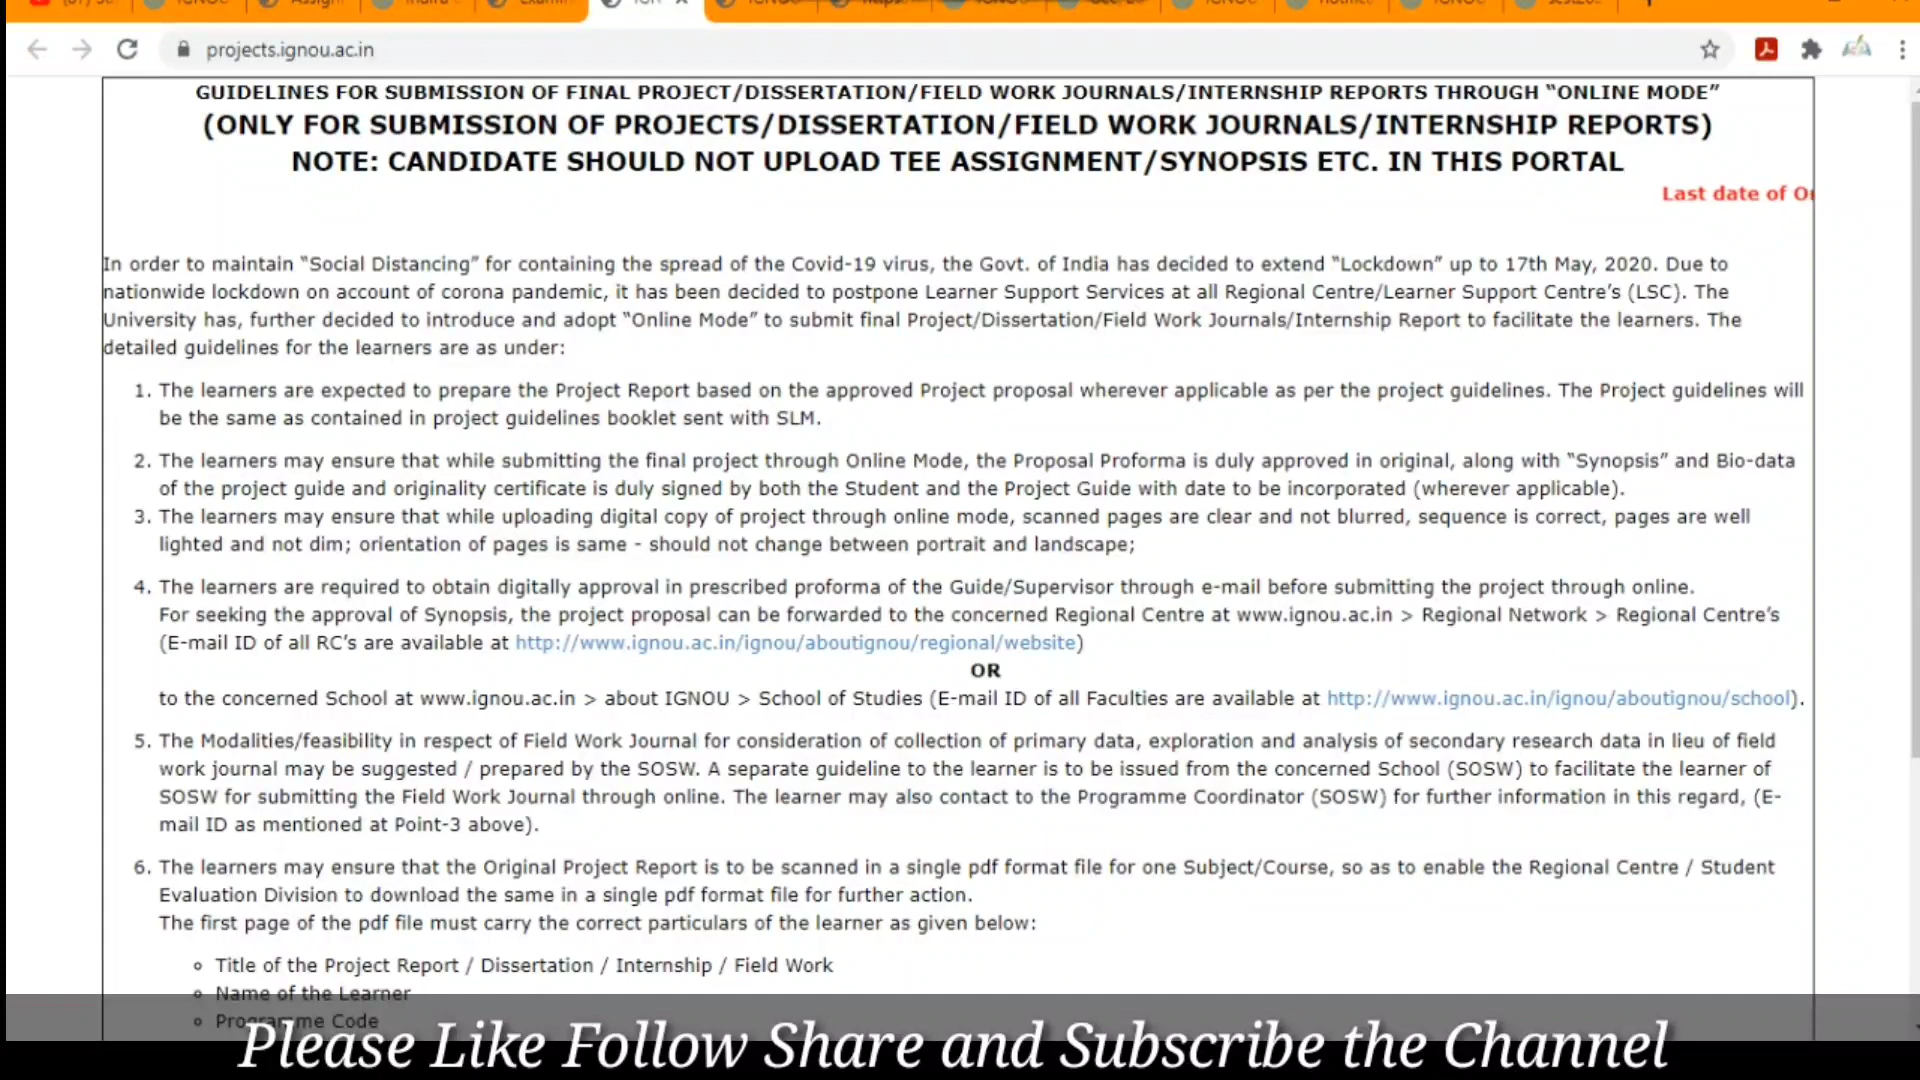 projects.ignou.ac.in
GUIDELINES FOR SUBMISSION OF FINAL PROJECT/DISSERTATION/FIELD WORK JOURNALS/INTERNSHIP REPORTS THROUGH “ONLINE MODE”
(ONLY FOR SUBMISSION OF PROJECTS/DISSERTATION/FIELD WORK JOURNALS/INTERNSHIP REPORTS)
NOTE: CANDIDATE SHOULD NOT UPLOAD TEE ASSIGNMENT/SYNOPSIS ETC. IN THIS PORTAL
Last date of
In order to maintain “Social Distancing” for containing the spread of the Covid-19 virus, the Govt. of India has decided to extend “Lockdown” up to 17th May, 2020. Due to
nationwide lockdown on account of corona pandemic, it has been decided to postpone Learner Support Services at all Regional Centre/Learner Support Centre’s (LSC). The
University has, further decided to introduce and adopt “Online Mode” to submit final Project/Dissertation/Field Work Journals/Internship Report to facilitate the learners. The
detailed guidelines for the learners are as under:
1. The learners are expected to prepare the Project Report based on the approved Project proposal wherever applicable as per the project guidelines. The Project guidelines will
be the same as contained in project guidelines booklet sent with SLM.
2. The learners may ensure that while submitting the final project through Online Mode, the Proposal Proforma is duly approved in original, along with “Synopsis” and Bio-data
of the project guide and originality certificate is duly signed by both the Student and the Project Guide with date to be incorporated (wherever applicable).
3. The learners may ensure that while uploading digital copy of project through online mode, scanned pages are clear and not blurred, sequence is correct, pages are well
lighted and not dim; orientation of pages is same - should not change between portrait and landscape;
4. The learners are required to obtain digitally approval in prescribed proforma of the Guide/Supervisor through e-mail before submitting the project through online.
For seeking the approval of Synopsis, the project proposal can be forwarded to the concerned Regional Centre at www.ignou.ac.in > Regional Network > Regional Centre’s
(E-mail ID of all RC’s are available at http://www.ignou.ac.in/ignou/aboutignou/regional/website)
OR
to the concerned School at www.ignou.ac.in > about IGNOU > School of Studies (E-mail ID of all Faculties are available at http://www.ignou.ac.in/ignou/aboutignou/school).
5. The Modalities/feasibility in respect of Field Work Journal for consideration of collection of primary data, exploration and analysis of secondary research data in lieu of field
work journal may be suggested / prepared by the SOSW. A separate guideline to the learner is to be issued from the concerned School (SOSW) to facilitate the learner of
SOSW for submitting the Field Work Journal through online. The learner may also contact to the Programme Coordinator (SOSW) for further information in this regard, (E-
mail ID as mentioned at Point-3 above).
6. The learners may ensure that the Original Project Report is to be scanned in a single pdf format file for one Subject/Course, so as to enable the Regional Centre / Student
Evaluation Division to download the same in a single pdf format file for further action.
The first page of the pdf file must carry the correct particulars of the learner as given below:
Title of the Project Report / Dissertation / Internship / Field Work
Name of the Learner
Programme Code
Please Like Follow Share and Subscribe the Channel